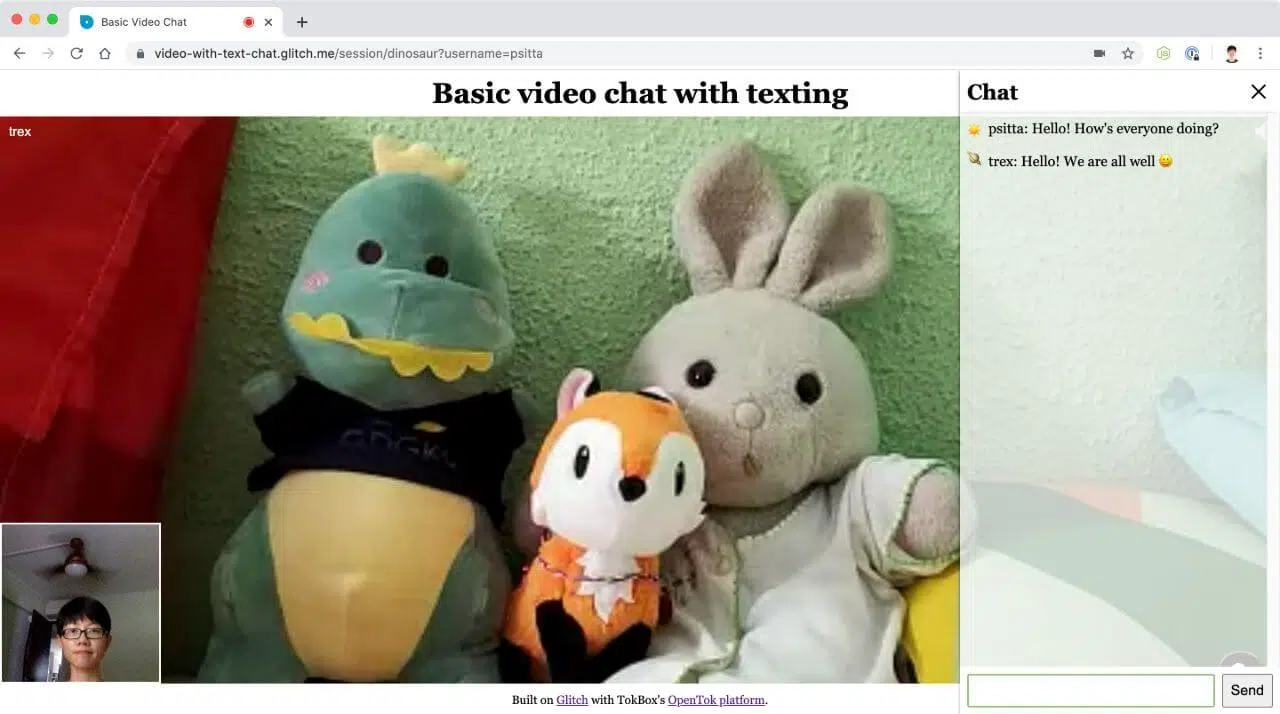 Basic Video Chat
video-with-text-chat.glitch.me/session/dinosaur?username=psitta
Basic video chat with texting
trex
Chat
psitta: Hello! How's everyone doing?
trex: Hello! We are all well 😀
Send
Built on Glitch with TokBox's OpenTok platform.